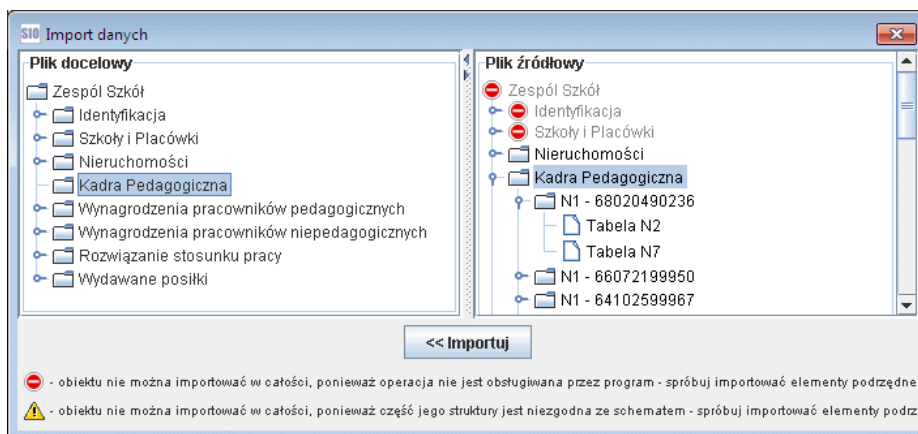 SIO Import danych
Plik docelowy
Zespól Szkół
Identyfikacja
Szkoły i Placówki
Nieruchomości
Kadra Pedagogiczna
Wynagrodzenia pracowników pedagogicznych
Wynagrodzenia pracowników niepedagogicznych
Rozwiązanie stosunku pracy
Wydawane posiłki
Plik źródłowy
Zespól Szkół
Identyfikacja
Szkoły i Placówki
Nieruchomości
Kadra Pedagogiczna
N1 - 68020490236
Tabela N2
Tabela N7
N1 - 66072199950
N1 - 64102599967
<< Importuj
- obiektu nie można importować w całości, ponieważ operacja nie jest obsługiwana przez program - spróbuj importować elementy podrzędne
- obiektu nie można importować w całości, ponieważ część jego struktury jest niezgodna ze schematem - spróbuj importować elementy podrz